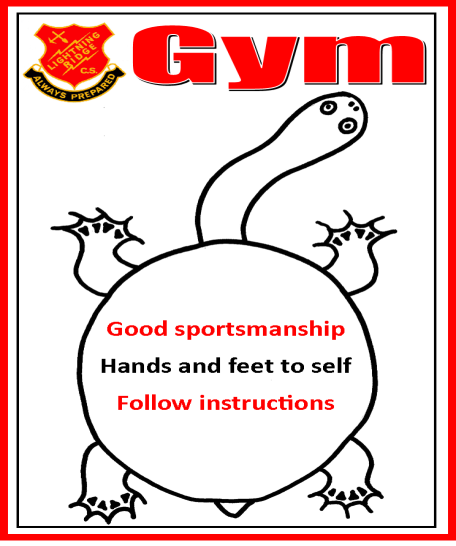 LIGHTNING
RIDGE
C.S.
ALWAYS PREPARED
Gym
Good sportsmanship
Hands and feet to self
Follow instructions